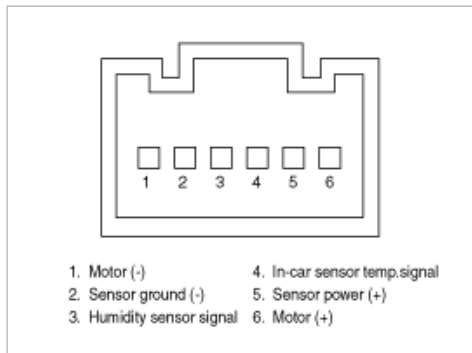 1 2 3 4 5 6
1. Motor (-)
2. Sensor ground (-)
3. Humidity sensor signal
4. In-car sensor temp.signal
5. Sensor power (+)
6. Motor (+)